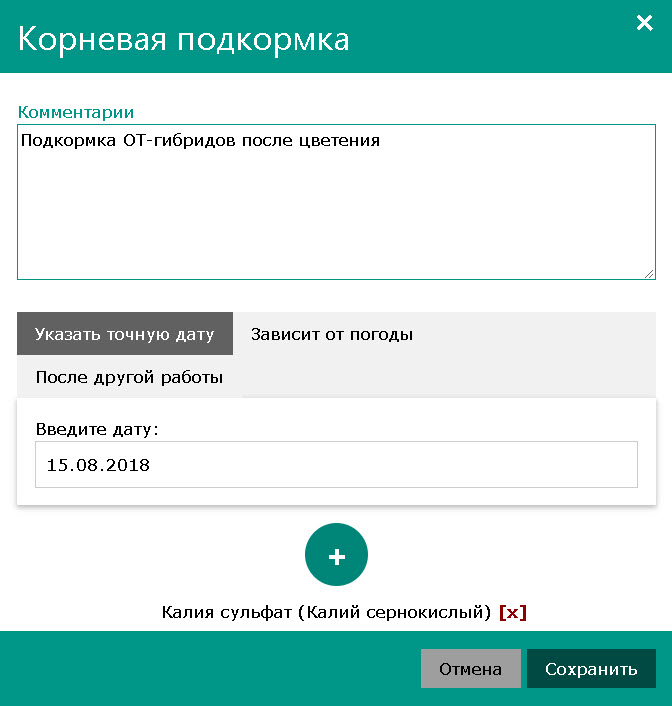 Корневая подкормка
×
Комментарии
Подкормка ОТ-гибридов после цветения
Указать точную дату
Зависит от погоды
После другой работы
Введите дату:
15.08.2018
+
Калия сульфат (Калий сернокислый) [x]
Отмена
Сохранить